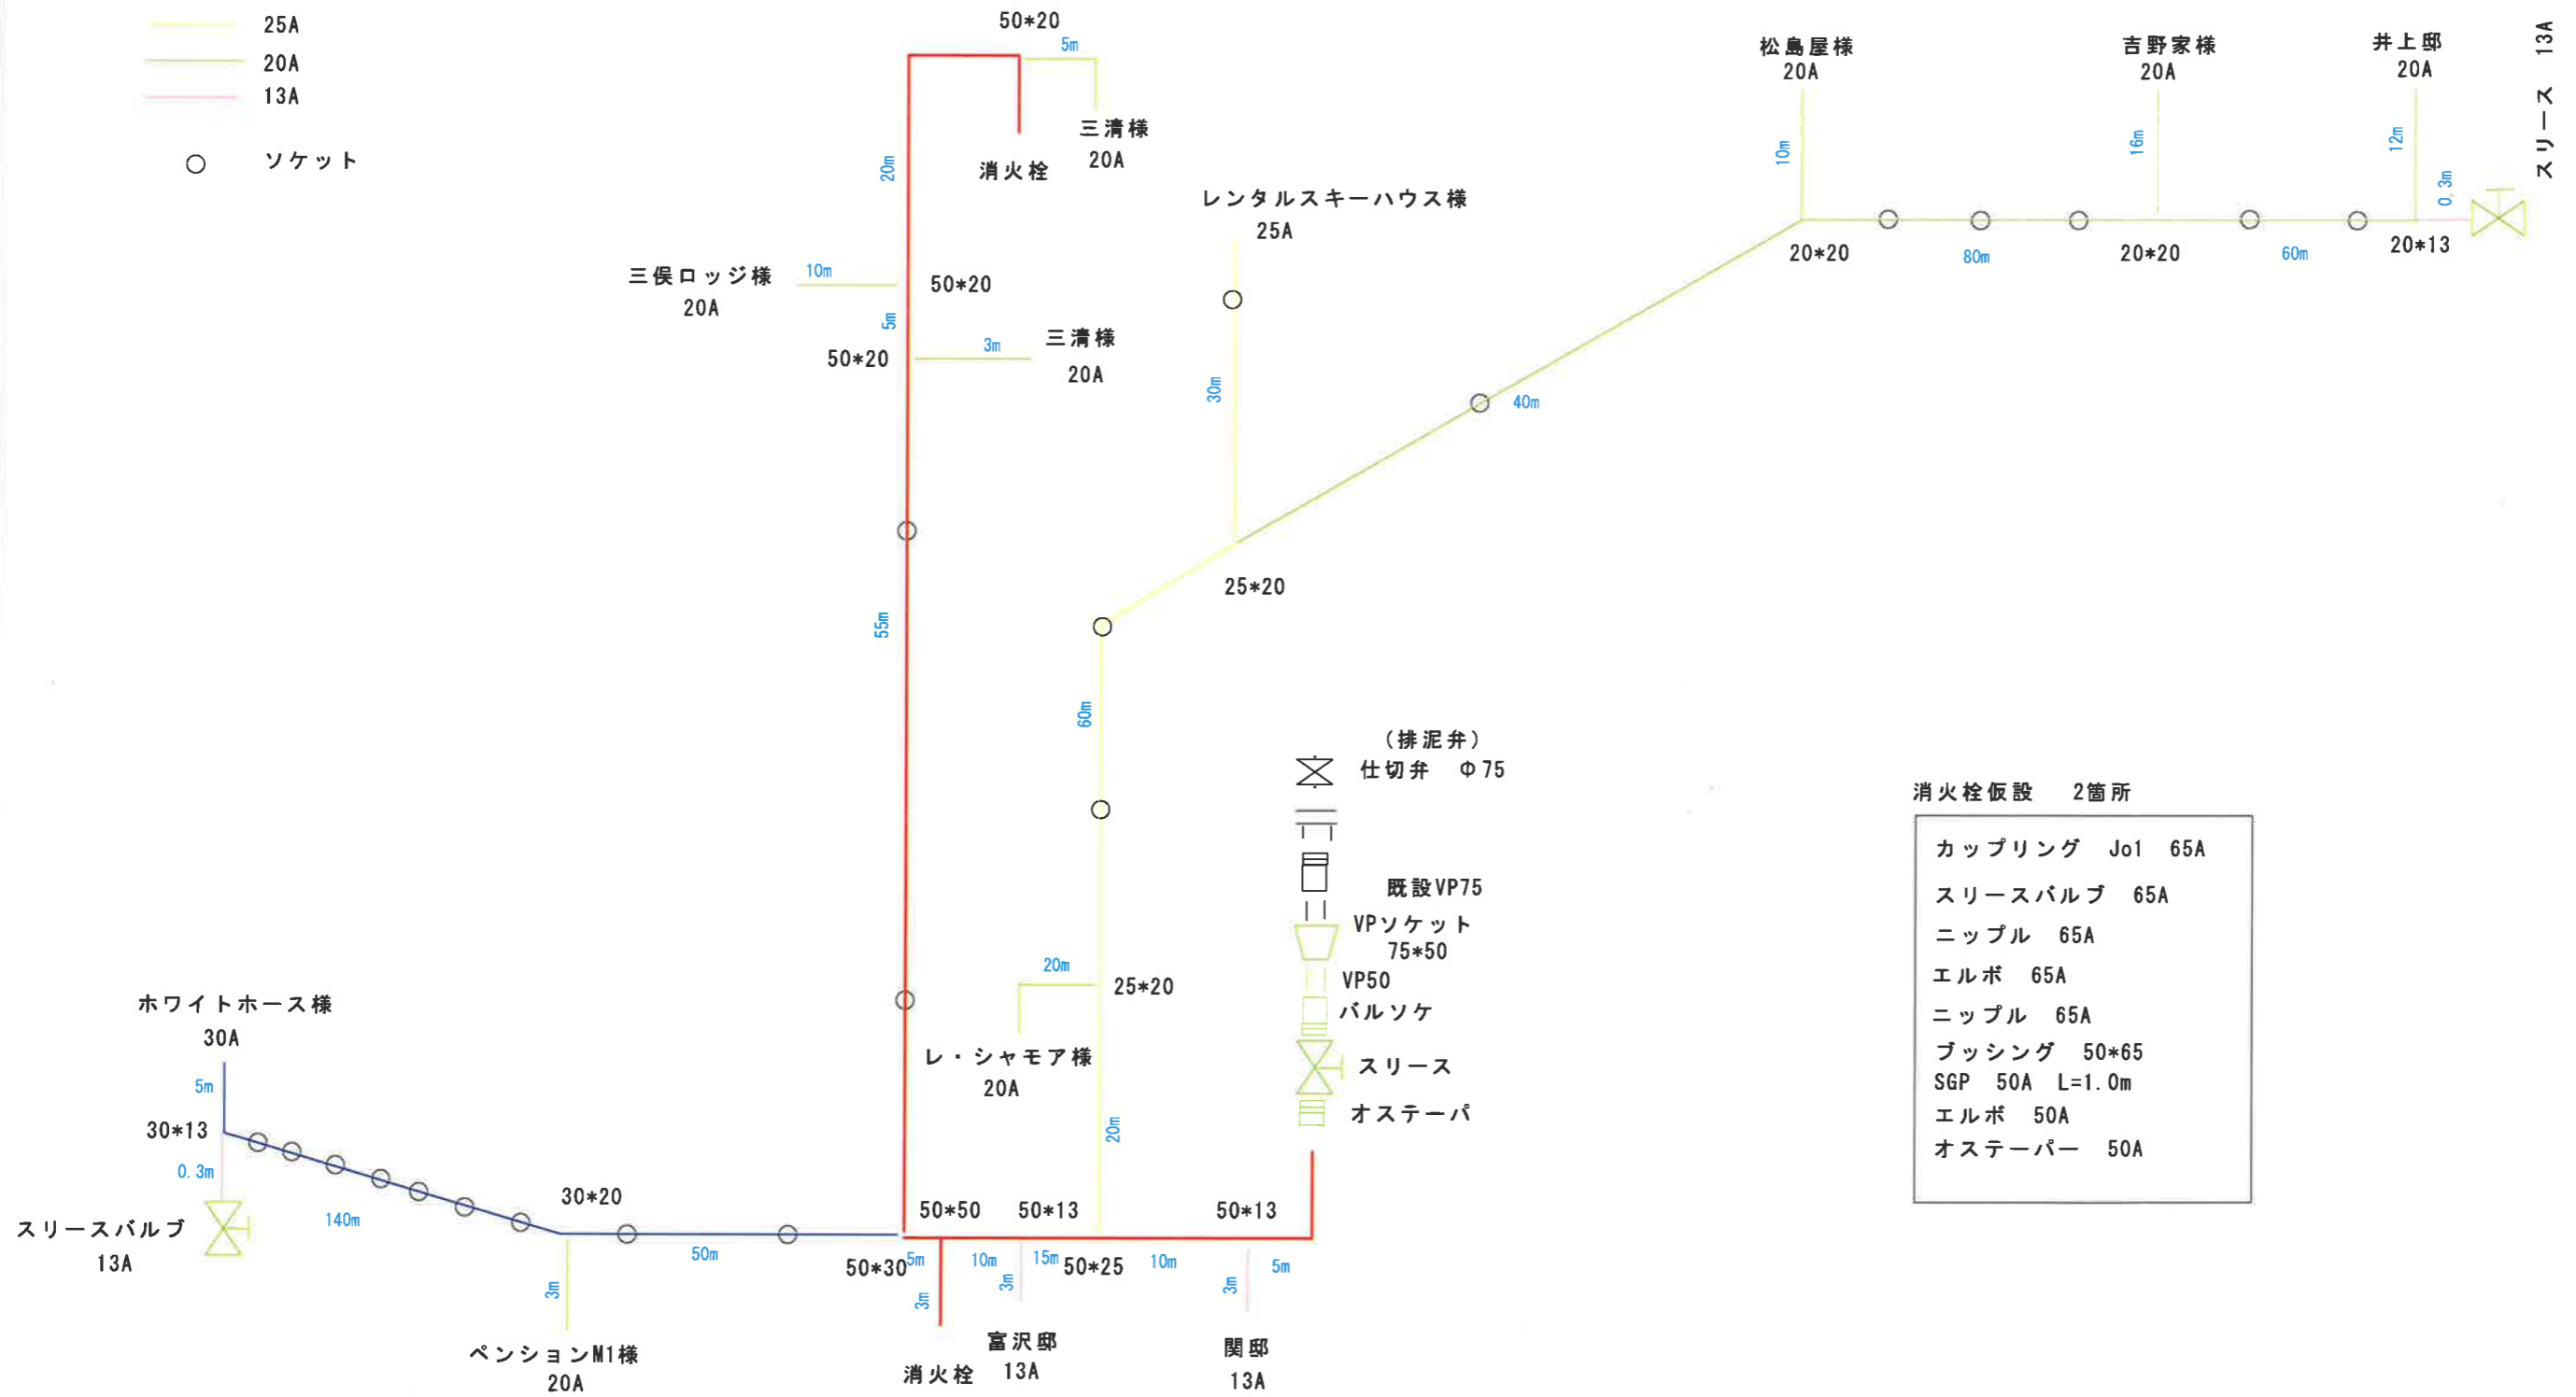 25A
20A
13A
ソケット
50*20
5m
三清様
20A
消火栓
20m
三俣ロッジ様
20A
10m
50*20
5m
50*20
3m
三清様
20A
55m
レンタルスキーハウス様
25A
30m
25*20
40m
松島屋様
20A
10m
20*20
80m
吉野家様
20A
16m
20*20
60m
井上邸
20A
12m
20*13
0.3m
スリース 13A
60m
20m
25*20
レ・シャモア様
20A
20m
(排泥弁)
仕切弁 Φ75
既設VP75
VPソケット
75*50
VP50
バルソケ
スリース
オステーパ
消火栓仮設 2箇所
カップリング Jo1 65A
スリースバルブ 65A
ニップル 65A
エルボ 65A
ニップル 65A
ブッシング 50*65
SGP 50A L=1.0m
エルボ 50A
オステーパー 50A
ホワイトホース様
30A
5m
30*13
0.3m
スリースバルブ
13A
140m
30*20
3m
ペンションM1様
20A
50m
50*30
50*50
5m
3m
消火栓
10m
50*13
3m
富沢邸
13A
15m
50*25
10m
50*13
3m
関邸
13A
5m